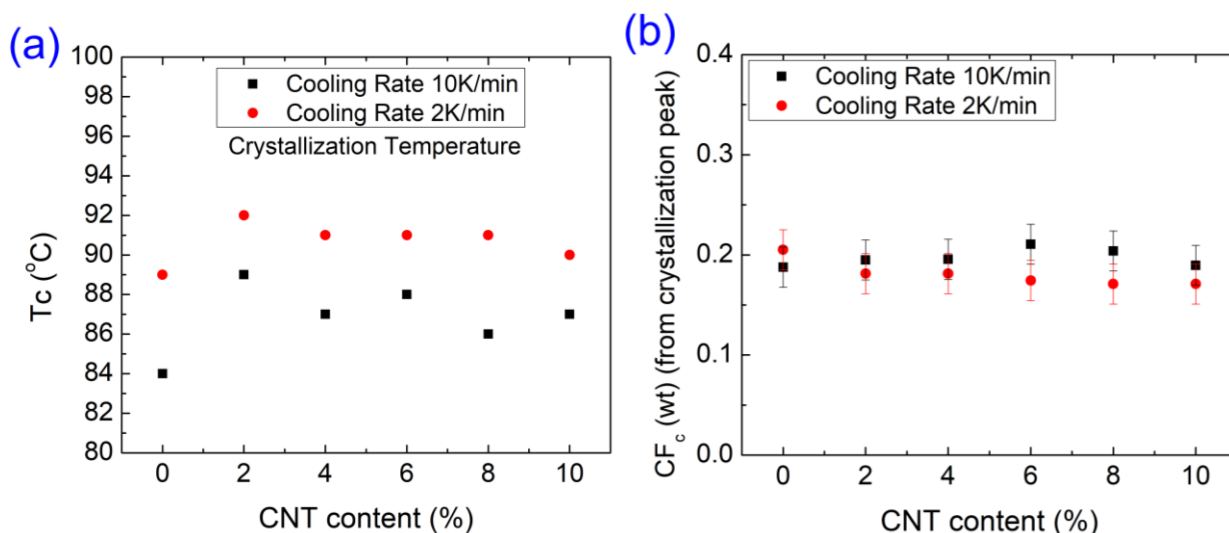 (a)
100
98
96
94
92
90
88
86
84
82
80
Tc (°C)
Cooling Rate 10K/min
Cooling Rate 2K/min
Crystallization Temperature
0 2 4 6 8 10
CNT content (%)
(b)
0.4
0.3
0.2
0.1
0.0
CFc (wt) (from crystallization peak)
Cooling Rate 10K/min
Cooling Rate 2K/min
0 2 4 6 8 10
CNT content (%)